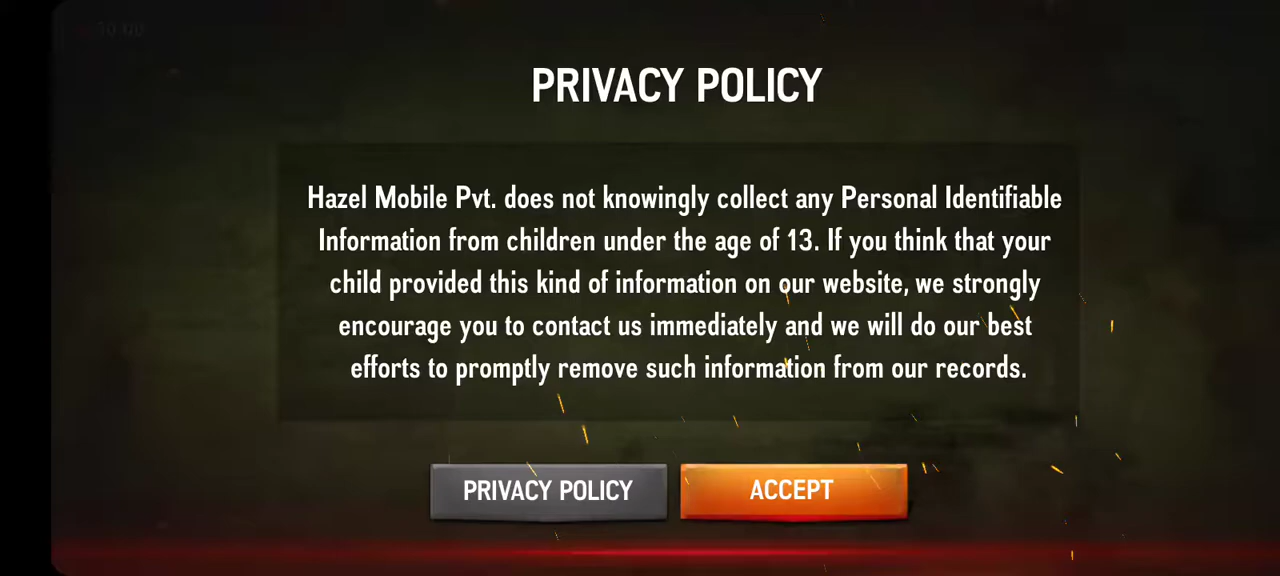 PRIVACY POLICY
Hazel Mobile Pvt. does not knowingly collect any Personal Identifiable
Information from children under the age of 13. If you think that your
child provided this kind of information on our website, we strongly
encourage you to contact us immediately and we will do our best
efforts to promptly remove such information from our records.
PRIVACY POLICY
ACCEPT